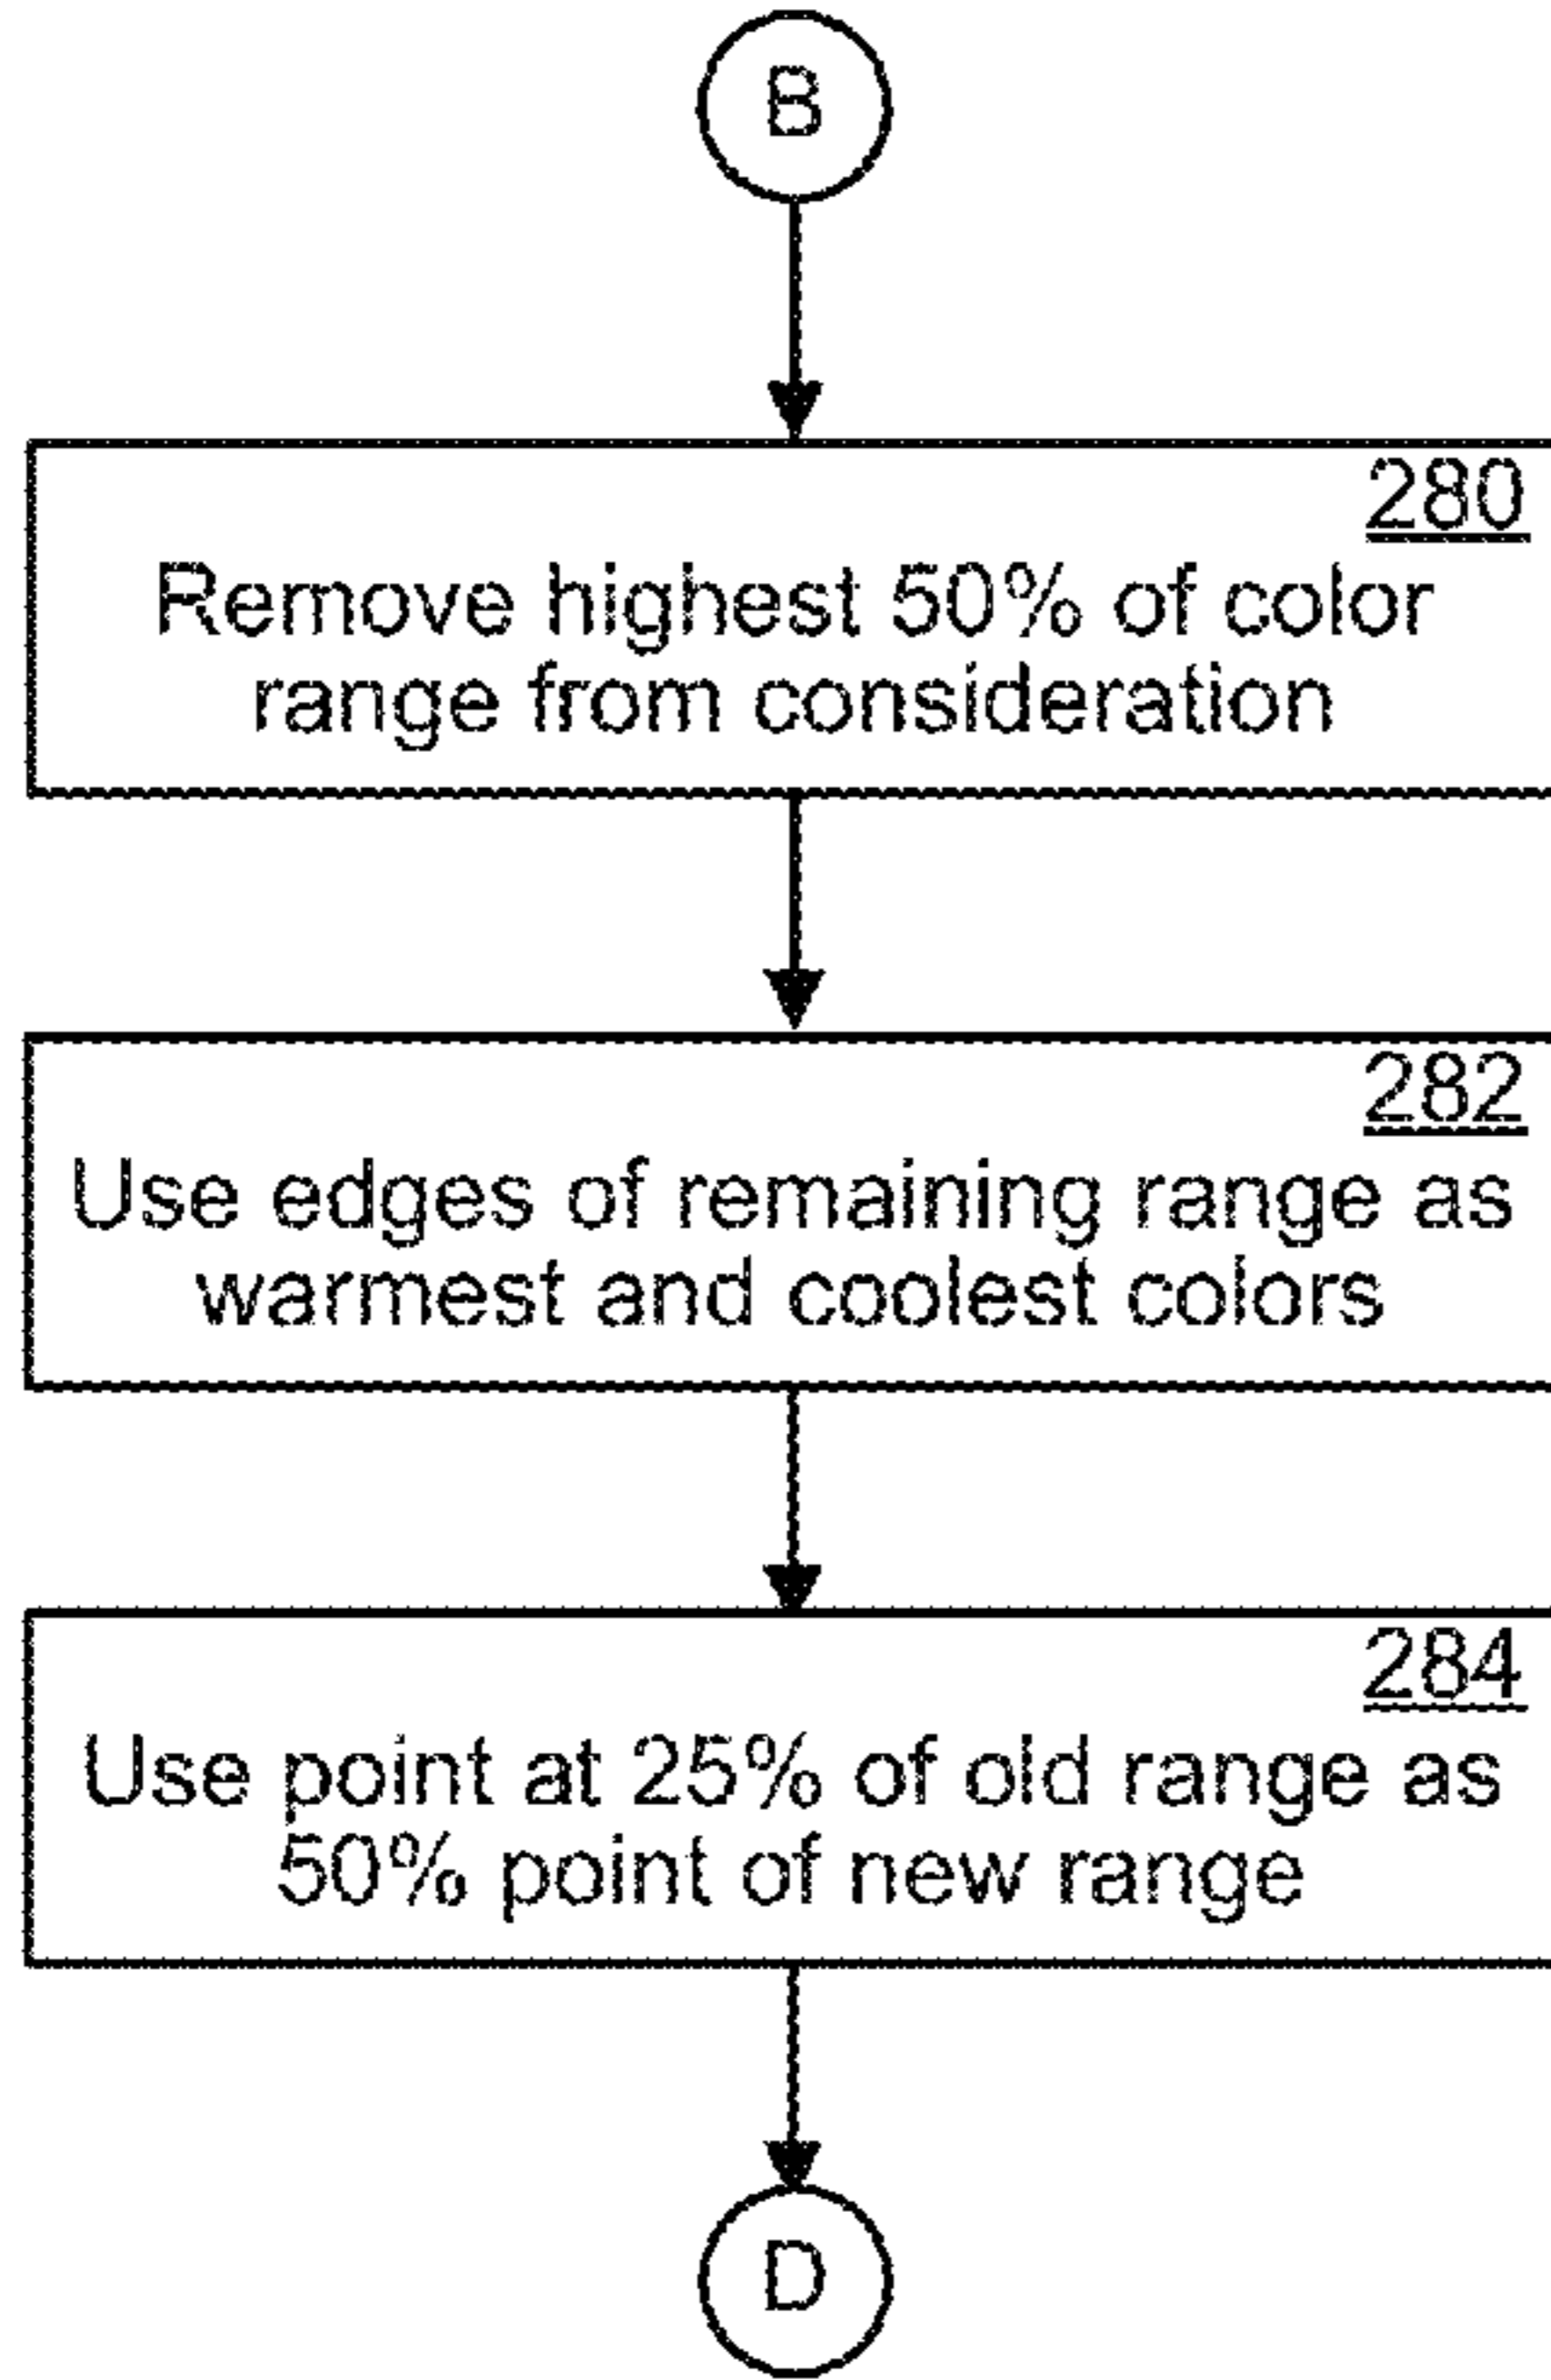 B
280
Remove highest 50% of color
range from consideration
282
Use edges of remaining range as
warmest and coolest colors
284
Use point at 25% of old range as
50% point of new range
D